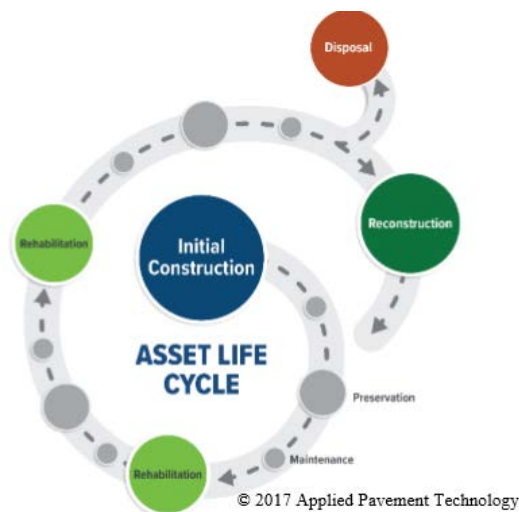 Disposal
Reconstruction
Rehabilitation
Initial
Construction
ASSET LIFE
CYCLE
Preservation
Maintenance
Rehabilitation
© 2017 Applied Pavement Technology